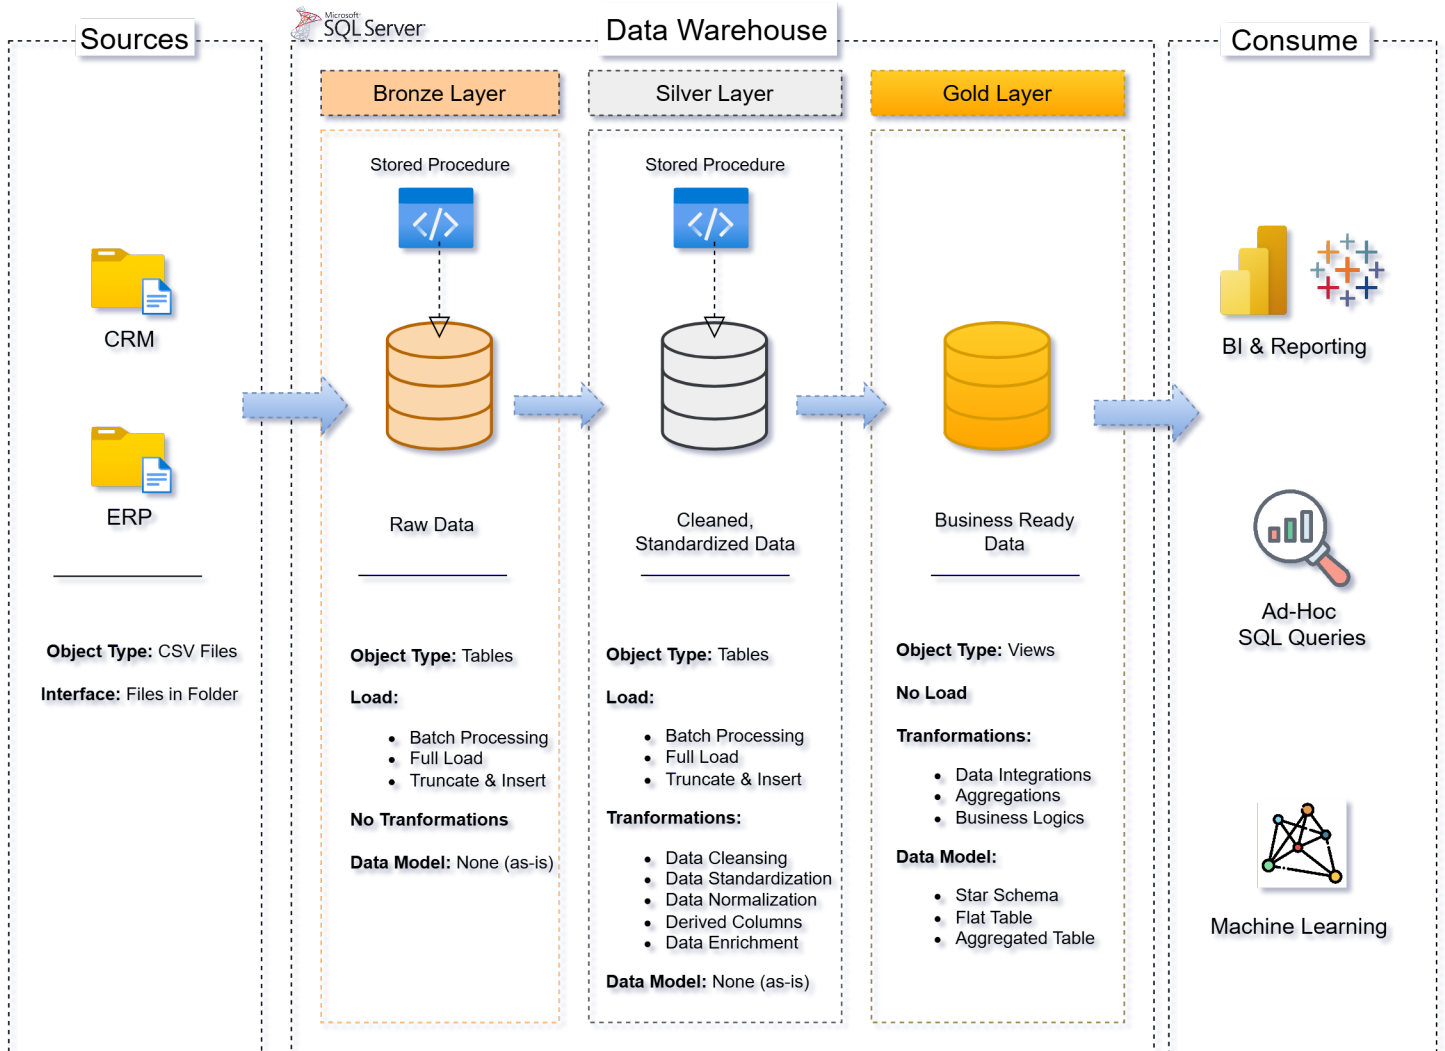 Sources
CRM
ERP
Object Type: CSV Files
Interface: Files in Folder
Microsoft®
SQL Server®
Data Warehouse
Bronze Layer
Stored Procedure
</>
Raw Data
Object Type: Tables
Load:
• Batch Processing
• Full Load
• Truncate & Insert
No Tranformations
Data Model: None (as-is)
Silver Layer
Stored Procedure
</>
Cleaned,
Standardized Data
Object Type: Tables
Load:
• Batch Processing
• Full Load
• Truncate & Insert
Tranformations:
• Data Cleansing
• Data Standardization
• Data Normalization
• Derived Columns
• Data Enrichment
Data Model: None (as-is)
Gold Layer
Business Ready
Data
Object Type: Views
No Load
Tranformations:
• Data Integrations
• Aggregations
• Business Logics
Data Model:
• Star Schema
• Flat Table
• Aggregated Table
Consume
BI & Reporting
Ad-Hoc
SQL Queries
Machine Learning